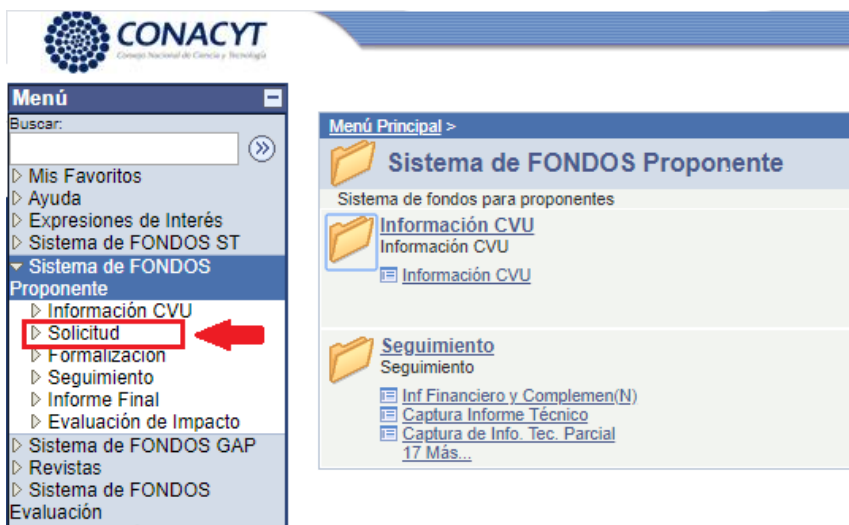 CONACYT
Consejo Nacional de Ciencia y Tecnología
Menú
Buscar:
Mis Favoritos
Ayuda
Expresiones de Interés
Sistema de FONDOS ST
Sistema de FONDOS
Proponente
Información CVU
Solicitud
Formalización
Seguimiento
Informe Final
Evaluación de Impacto
Sistema de FONDOS GAP
Revistas
Sistema de FONDOS
Evaluación
Menú Principal >
Sistema de FONDOS Proponente
Sistema de fondos para proponentes
Información CVU
Información CVU
Información CVU
Seguimiento
Seguimiento
Inf Financiero y Complemen(N)
Captura Informe Técnico
Captura de Info. Tec. Parcial
17 Más...